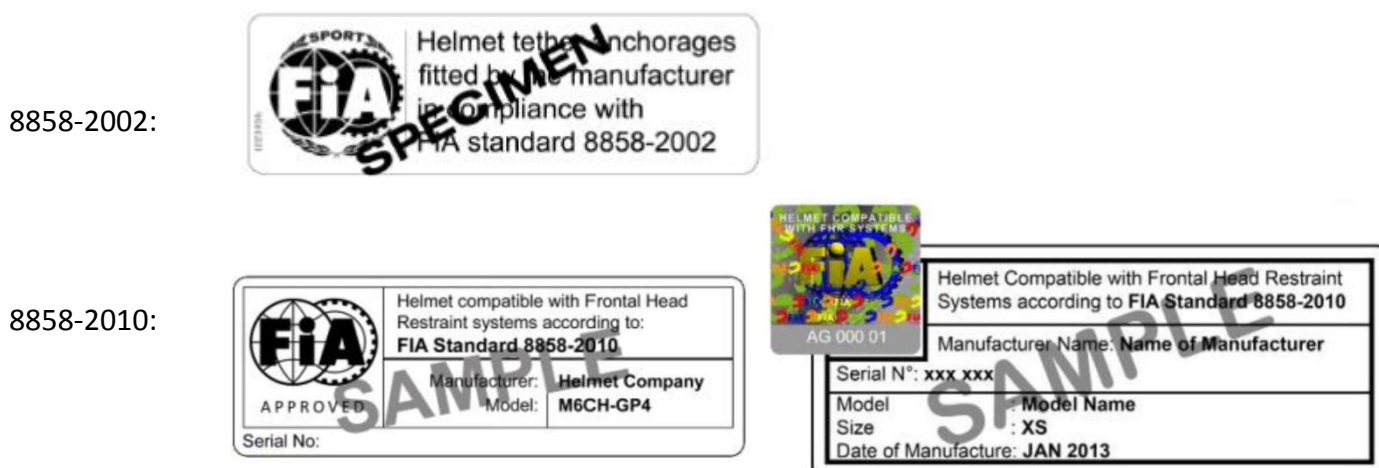 8858-2002:
SPORT
FiA
Helmet tether anchorages
fitted by the manufacturer
in compliance with
FIA standard 8858-2002
SPECIMEN
8858-2010:
FiA
APPROVED
Helmet compatible with Frontal Head
Restraint systems according to:
FIA Standard 8858-2010
Manufacturer: Helmet Company
Model: M6CH-GP4
Serial No:
SAMPLE
HELMET COMPATIBLE
WITH FHR SYSTEMS
FiA
AG 000 01
Helmet Compatible with Frontal Head Restraint
Systems according to FIA Standard 8858-2010
Manufacturer Name: Name of Manufacturer
Serial N°: xxx xxx
Model : Model Name
Size : XS
Date of Manufacture: JAN 2013
SAMPLE